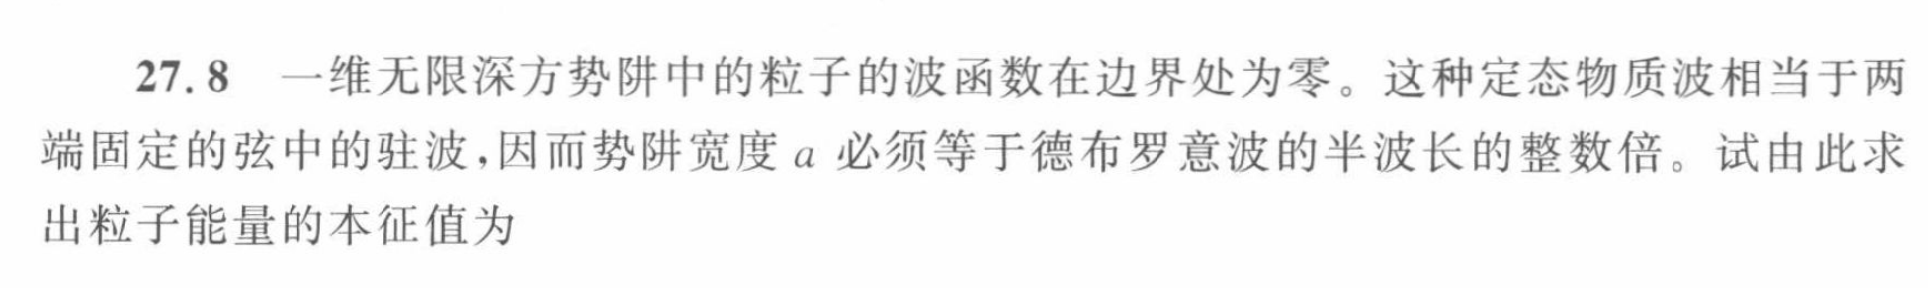 27.8 一维无限深方势阱中的粒子的波函数在边界处为零。这种定态物质波相当于两
端固定的弦中的驻波,因而势阱宽度 a 必须等于德布罗意波的半波长的整数倍。试由此求
出粒子能量的本征值为